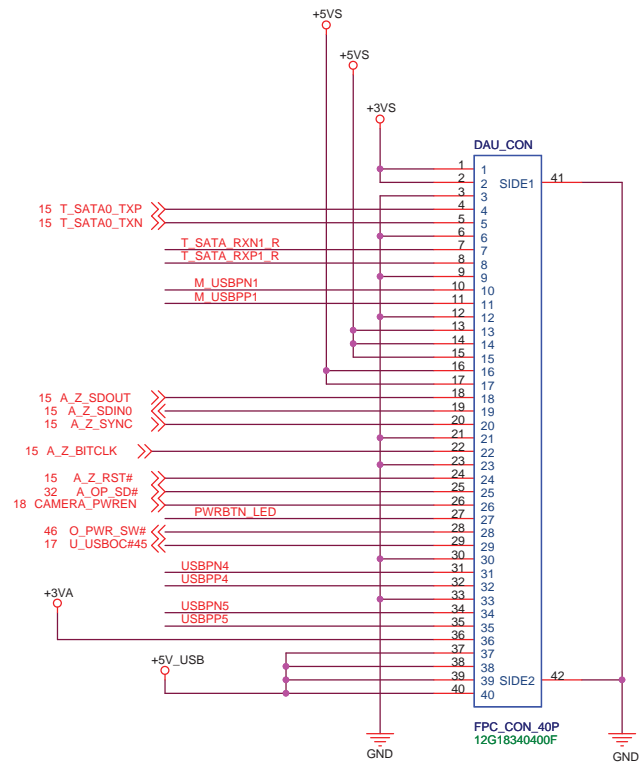 +5VS
+5VS
+3VS
DAU_CON
1 1
2 2 SIDE1 41
3 3
15 T_SATA0_TXP 4 4
15 T_SATA0_TXN 5 5
6 6
T_SATA_RXN1_R 7 7
T_SATA_RXP1_R 8 8
9 9
M_USBPN1 10 10
M_USBPP1 11 11
12 12
13 13
14 14
15 15
16 16
17 17
15 A_Z_SDOUT 18 18
15 A_Z_SDIN0 19 19
15 A_Z_SYNC 20 20
21 21
15 A_Z_BITCLK 22 22
23 23
15 A_Z_RST# 24 24
32 A_OP_SD# 25 25
18 CAMERA_PWREN 26 26
PWRBTN_LED 27 27
46 O_PWR_SW# 28 28
17 U_USBOC#45 29 29
30 30
USBPN4 31 31
USBPP4 32 32
+3VA 33 33
USBPN5 34 34
USBPP5 35 35
36 36
37 37
+5V_USB 38 38
39 39 SIDE2 42
40 40
FPC_CON_40P
12G18340400F
GND
GND